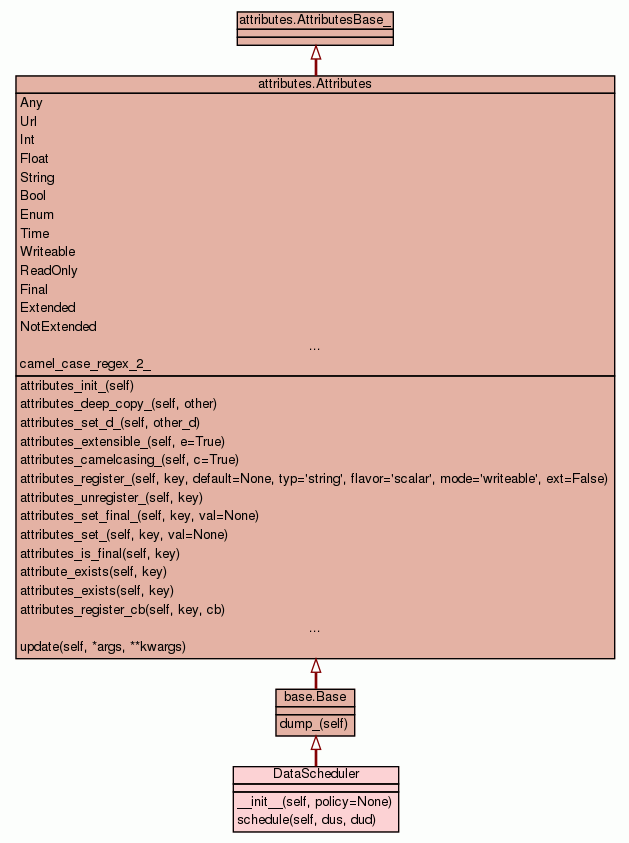 attributes.AttributesBase_
attributes.Attributes
Any
Url
Int
Float
String
Bool
Enum
Time
Writeable
ReadOnly
Final
Extended
NotExtended
...
camel_case_regex_2_
attributes_init_(self)
attributes_deep_copy_(self, other)
attributes_set_d_(self, other_d)
attributes_extensible_(self, e=True)
attributes_camelcasing_(self, c=True)
attributes_register_(self, key, default=None, typ='string', flavor='scalar', mode='writeable', ext=False)
attributes_unregister_(self, key)
attributes_set_final_(self, key, val=None)
attributes_set_(self, key, val=None)
attributes_is_final(self, key)
attribute_exists(self, key)
attributes_exists(self, key)
attributes_register_cb(self, key, cb)
...
update(self, *args, **kwargs)
base.Base
dump_(self)
DataScheduler
__init__(self, policy=None)
schedule(self, dus, dud)